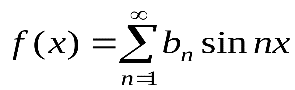 f(x) = ∑_{n=1}^{∞} b_n sin nx